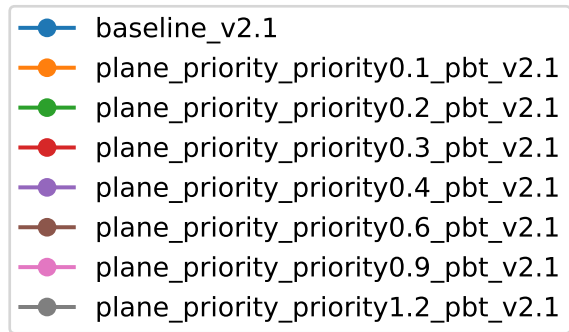 baseline_v2.1
plane_priority_priority0.1_pbt_v2.1
plane_priority_priority0.2_pbt_v2.1
plane_priority_priority0.3_pbt_v2.1
plane_priority_priority0.4_pbt_v2.1
plane_priority_priority0.6_pbt_v2.1
plane_priority_priority0.9_pbt_v2.1
plane_priority_priority1.2_pbt_v2.1